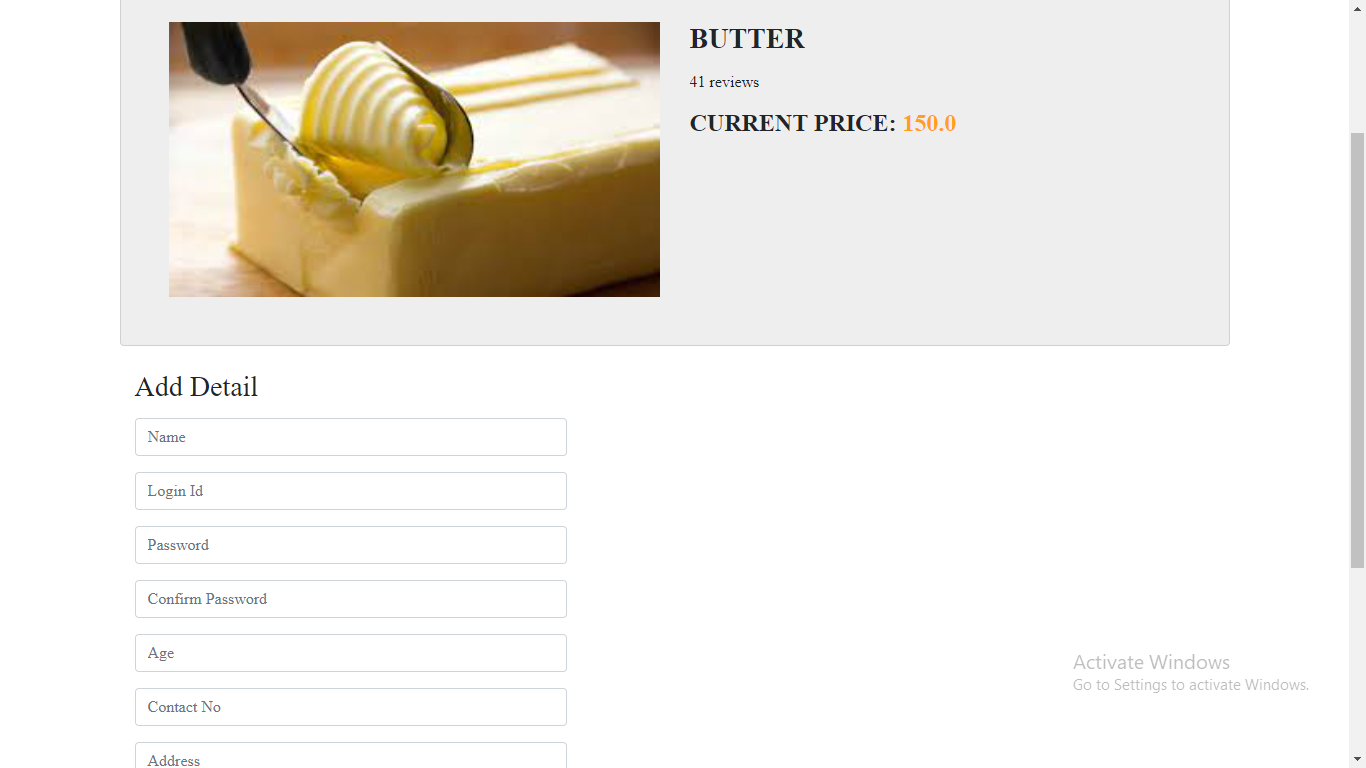 BUTTER
41 reviews
CURRENT PRICE: 150.0
Add Detail
Name
Login Id
Password
Confirm Password
Age
Contact No
Address
Activate Windows
Go to Settings to activate Windows.